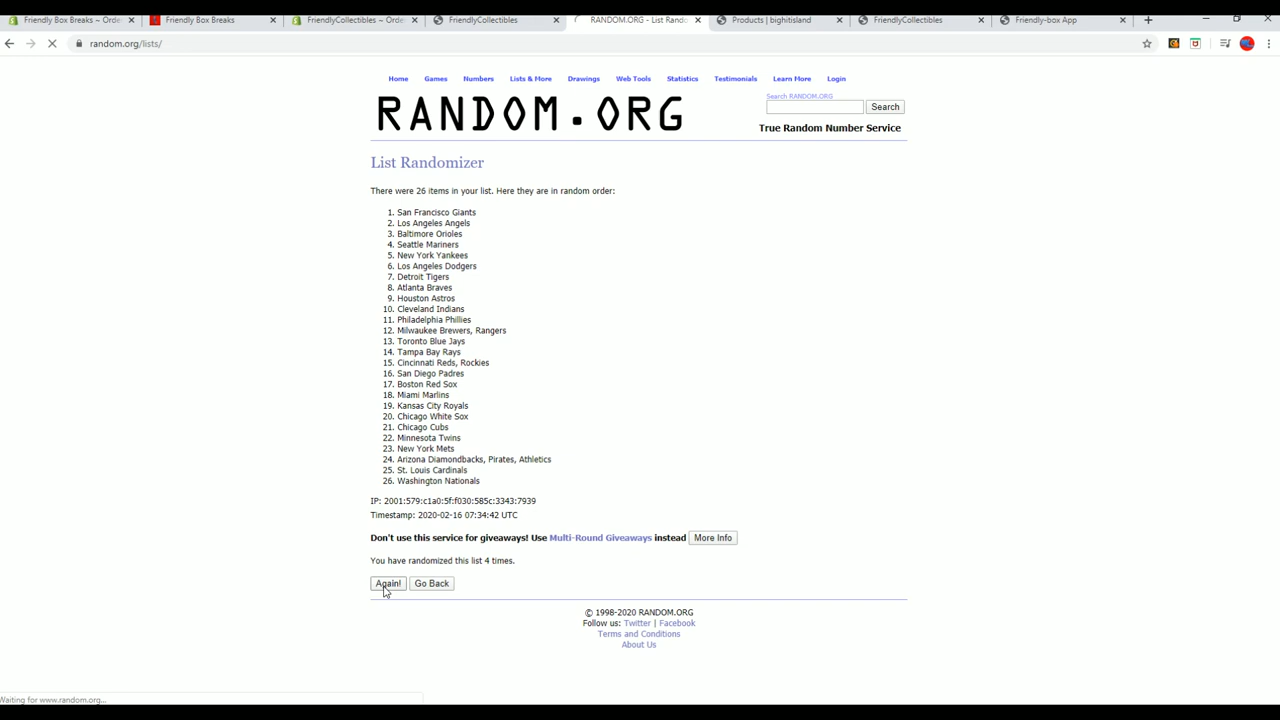 Friendly Box Breaks ~ Orde
Friendly Box Breaks
FriendlyCollectibles ~ Orde
FriendlyCollectibles
RANDOM.ORG - List Rando
Products | bighitisland
FriendlyCollectibles
Friendly-box App
random.org/lists/
Home Games Numbers Lists & More Drawings Web Tools Statistics Testimonials Learn More Login
RANDOM.ORG
Search RANDOM.ORG
Search
True Random Number Service
List Randomizer
There were 26 items in your list. Here they are in random order:
1. San Francisco Giants
2. Los Angeles Angels
3. Baltimore Orioles
4. Seattle Mariners
5. New York Yankees
6. Los Angeles Dodgers
7. Detroit Tigers
8. Atlanta Braves
9. Houston Astros
10. Cleveland Indians
11. Philadelphia Phillies
12. Milwaukee Brewers, Rangers
13. Toronto Blue Jays
14. Tampa Bay Rays
15. Cincinnati Reds, Rockies
16. San Diego Padres
17. Boston Red Sox
18. Miami Marlins
19. Kansas City Royals
20. Chicago White Sox
21. Chicago Cubs
22. Minnesota Twins
23. New York Mets
24. Arizona Diamondbacks, Pirates, Athletics
25. St. Louis Cardinals
26. Washington Nationals
IP: 2001:579:c1a0:5f:f030:585c:3343:7939
Timestamp: 2020-02-16 07:34:42 UTC
Don't use this service for giveaways! Use Multi-Round Giveaways instead More Info
You have randomized this list 4 times.
Again! Go Back
© 1998-2020 RANDOM.ORG
Follow us: Twitter | Facebook
Terms and Conditions
About Us
Waiting for www.random.org...